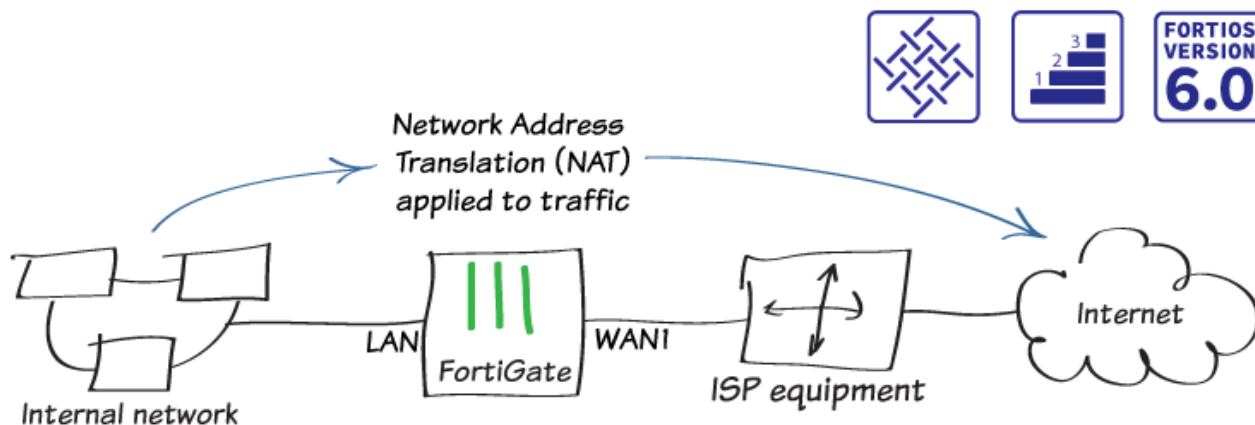 FORTIOS
VERSION
6.0
3
2
1
Network Address
Translation (NAT)
applied to traffic
LAN
WAN1
FortiGate
Internet
ISP equipment
Internal network